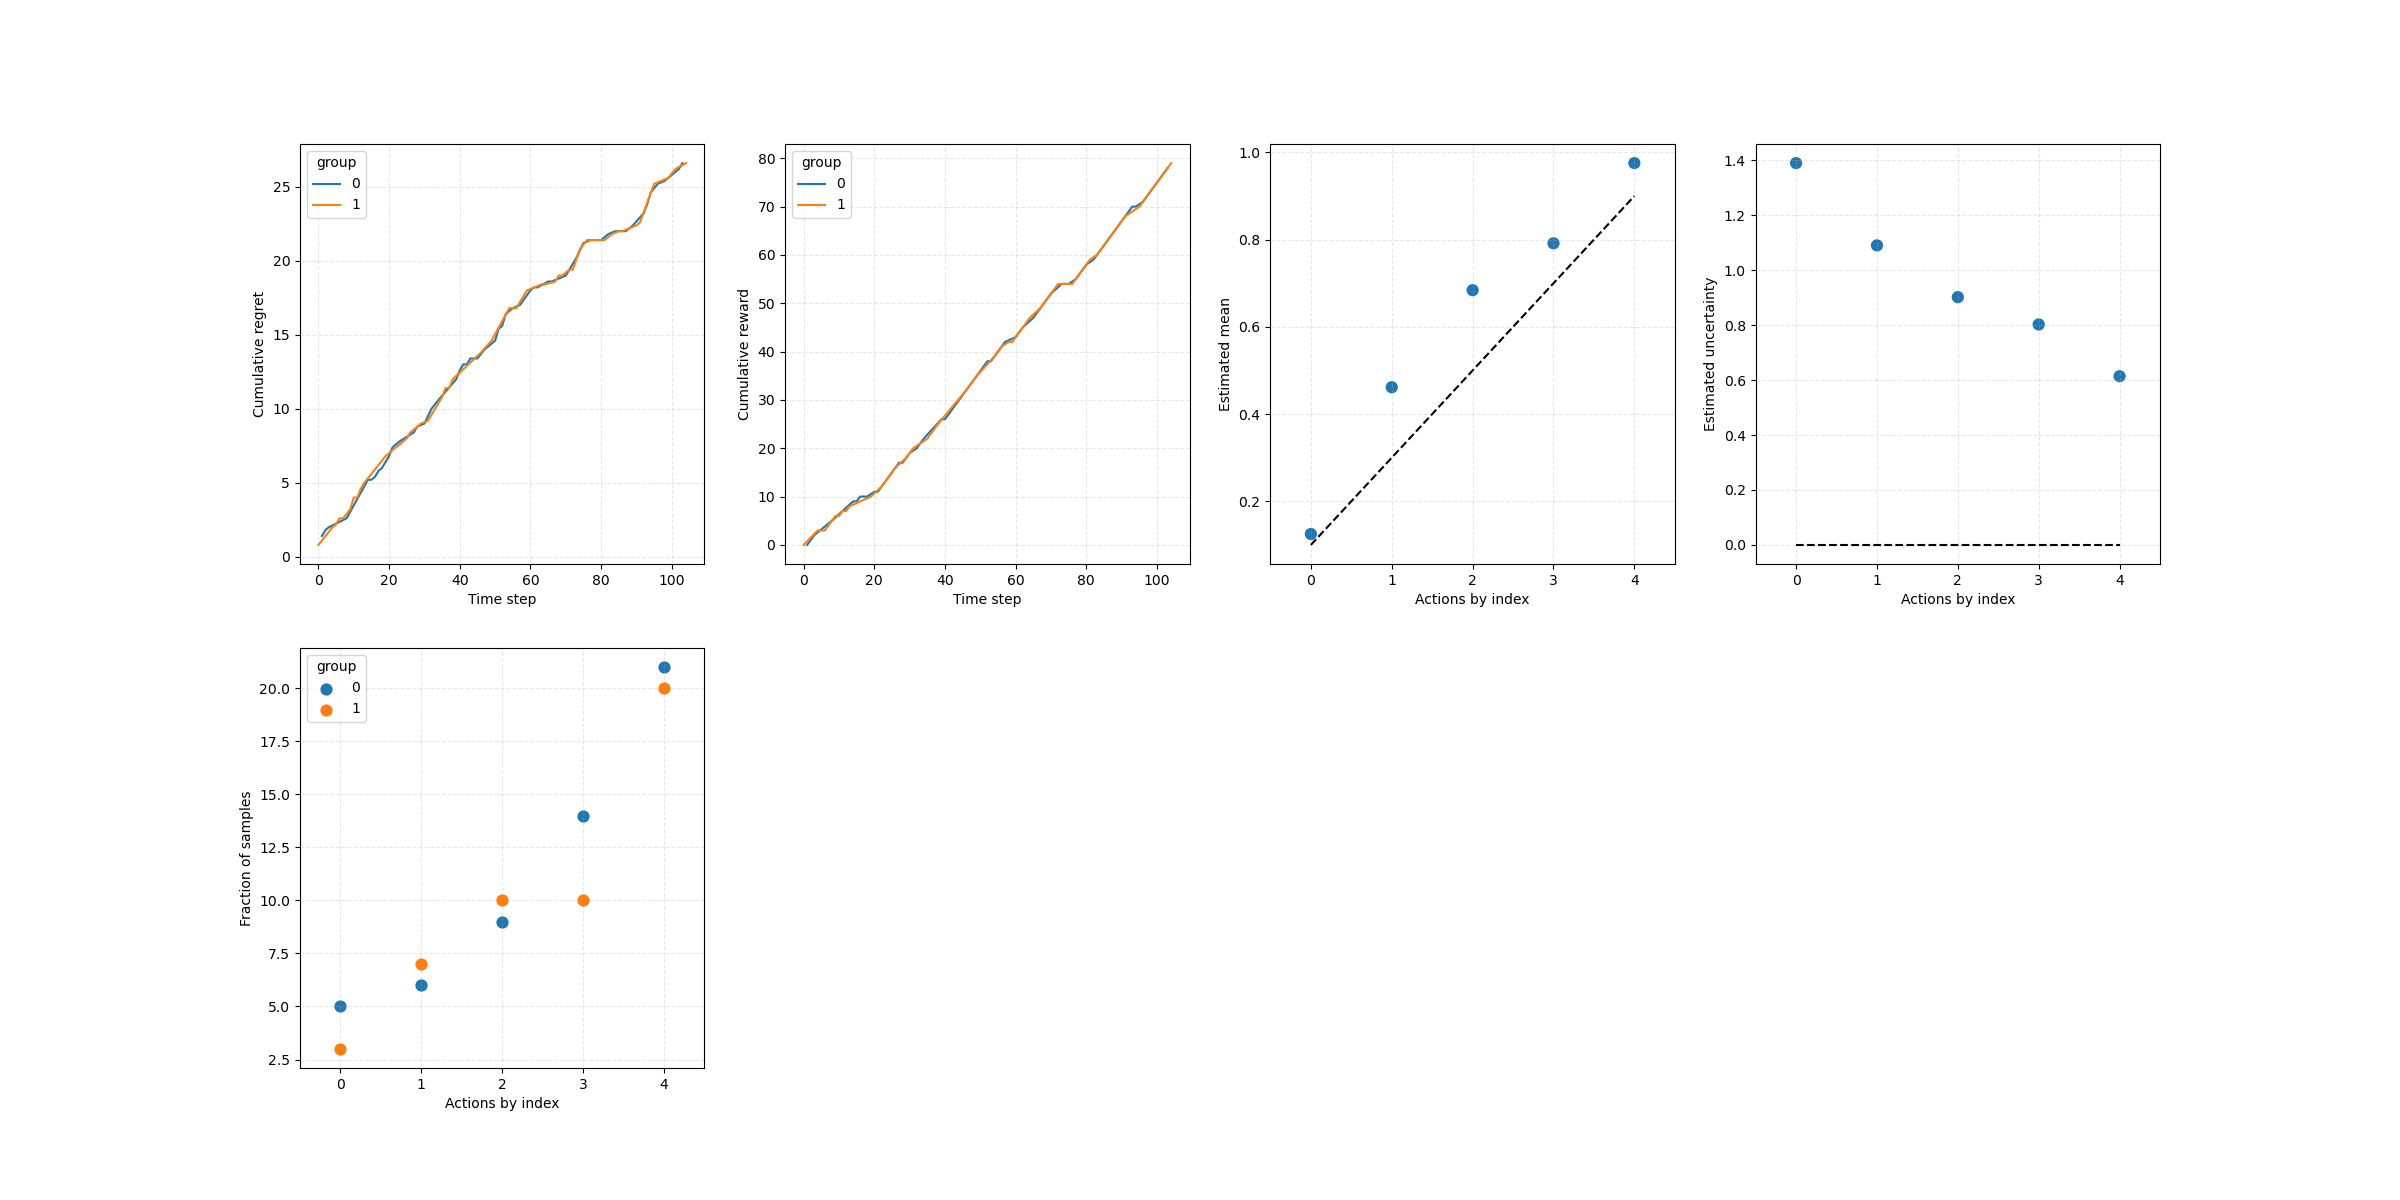 group
0
1
25
20
15
10
5
0
0 20 40 60 80 100
Time step
Cumulative regret
group
0
1
80
70
60
50
40
30
20
10
0
0 20 40 60 80 100
Time step
Cumulative reward
1.0
0.8
0.6
0.4
0.2
0 1 2 3 4
Actions by index
Estimated mean
1.4
1.2
1.0
0.8
0.6
0.4
0.2
0.0
0 1 2 3 4
Actions by index
Estimated uncertainty
group
0
1
20.0
17.5
15.0
12.5
10.0
7.5
5.0
2.5
0 1 2 3 4
Actions by index
Fraction of samples